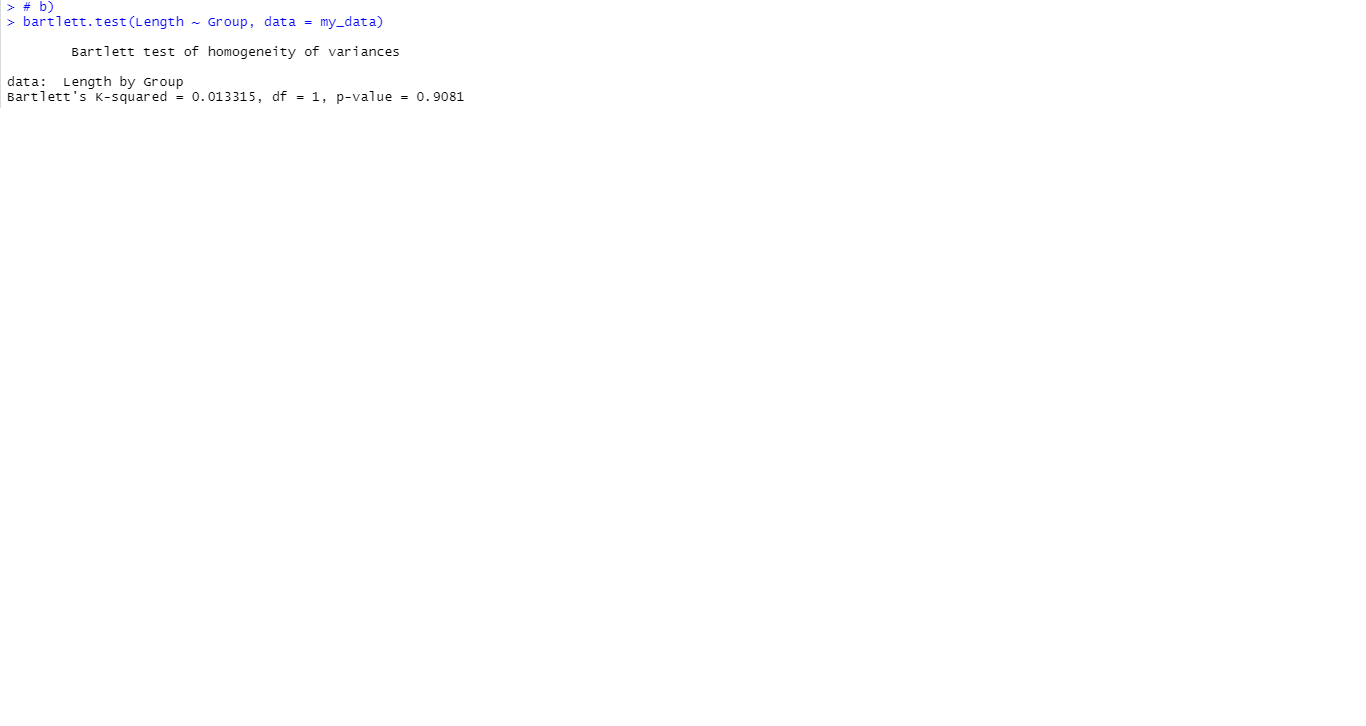 > # b)
> bartlett.test(Length ~ Group, data = my_data)
Bartlett test of homogeneity of variances
data:  Length by Group
Bartlett's K-squared = 0.013315, df = 1, p-value = 0.9081